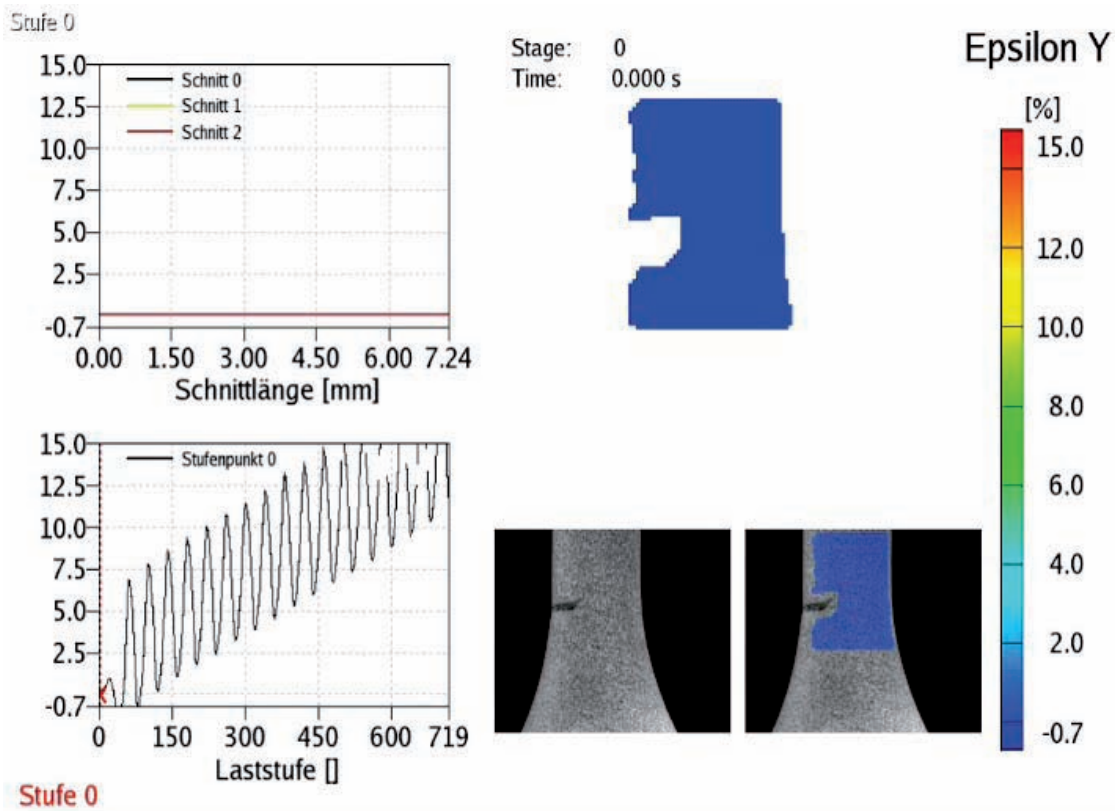 Stufe 0
15.0
12.5
10.0
7.5
5.0
2.5
-0.7
Schnitt 0
Schnitt 1
Schnitt 2
0.00 1.50 3.00 4.50 6.00 7.24
Schnittlänge [mm]
Stage: 0
Time: 0.000 s
Epsilon Y
[%]
15.0
12.0
10.0
8.0
6.0
4.0
2.0
-0.7
15.0
12.5
10.0
7.5
5.0
2.5
-0.7
Stufenpunkt 0
0 150 300 450 600 719
Laststufe []
Stufe 0